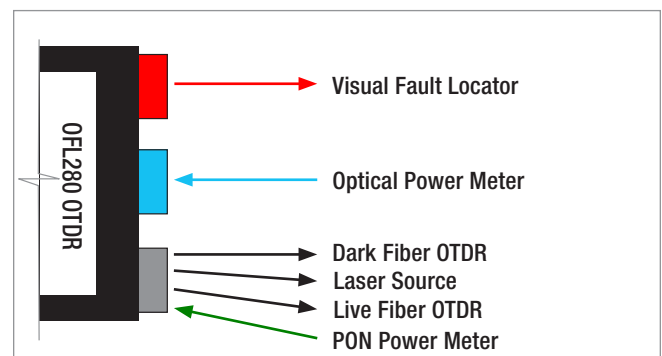 OFL280 OTDR
Visual Fault Locator
Optical Power Meter
Dark Fiber OTDR
Laser Source
Live Fiber OTDR
PON Power Meter